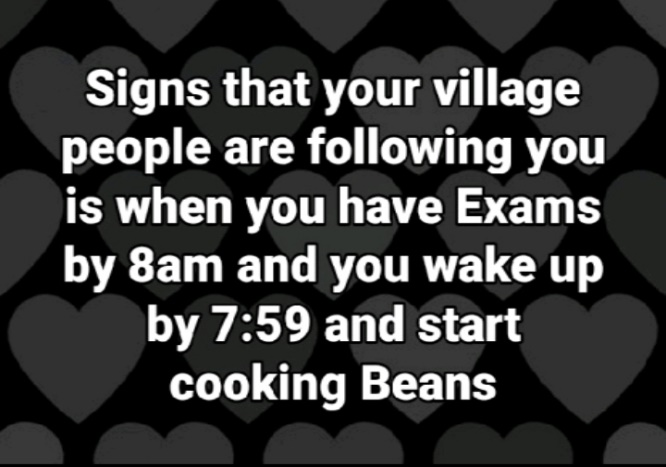 Signs that your village
people are following you
is when you have Exams
by 8am and you wake up
by 7:59 and start
cooking Beans